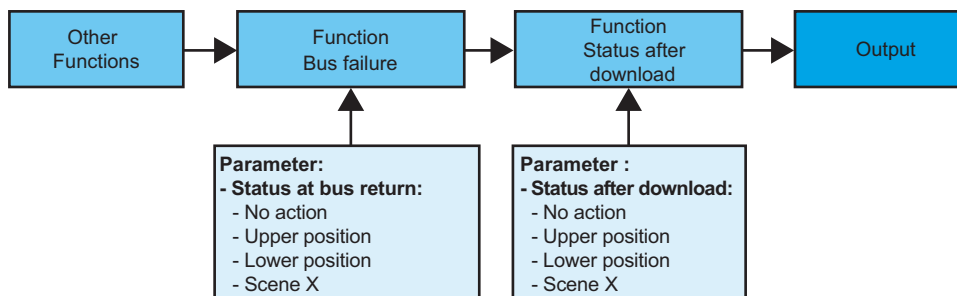 Other
Functions
Function
Bus failure
Function
Status after
download
Output
Parameter:
- Status at bus return:
- No action
- Upper position
- Lower position
- Scene X
Parameter :
- Status after download:
- No action
- Upper position
- Lower position
- Scene X